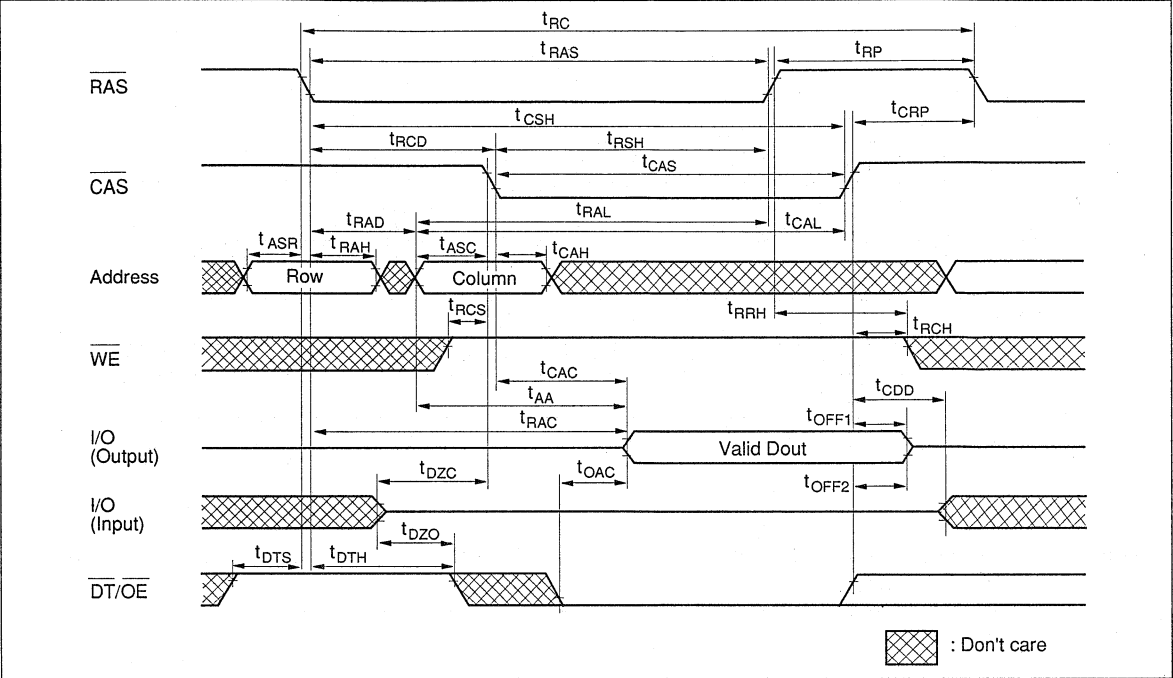 tRC
tRAS
tRP
RAS
tCSH
tCRP
tRCD
tRSH
CAS
tCAS
tRAL
tRAD
tCAL
tASR
tRAH
tASC
tCAH
Address
Row
Column
tRCS
tRRH
tRCH
WE
tCAC
tCDD
tAA
tRAC
tOFF1
I/O
(Output)
Valid Dout
tDZC
tOAC
tOFF2
I/O
(Input)
tDZO
tDTS
tDTH
DT/OE
: Don't care